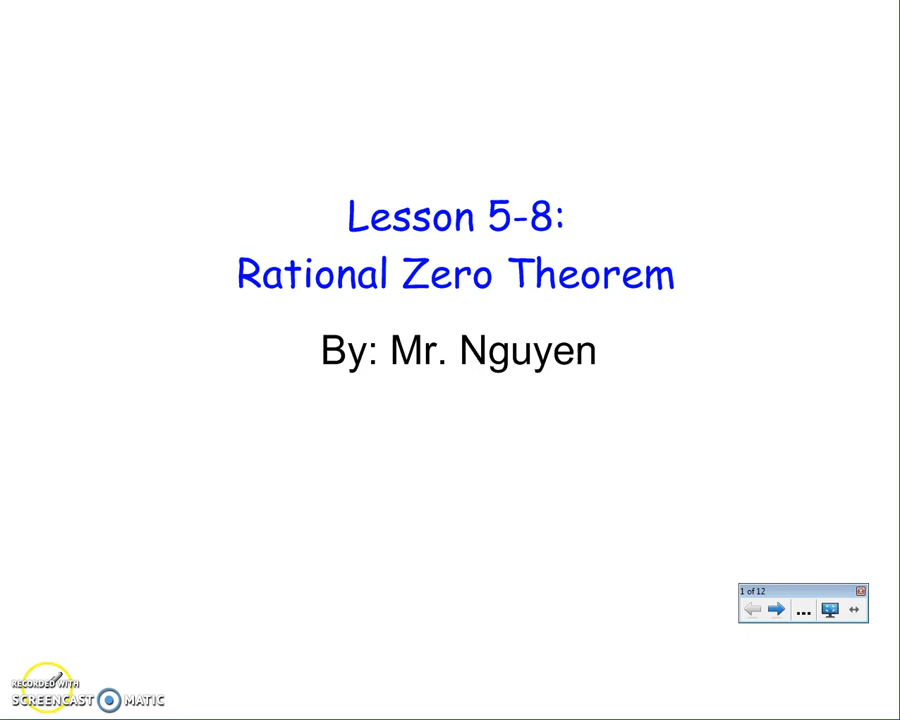 Lesson 5-8:
Rational Zero Theorem
By: Mr. Nguyen
1 of 12
...
RECORDED WITH
SCREENCAST MATIC